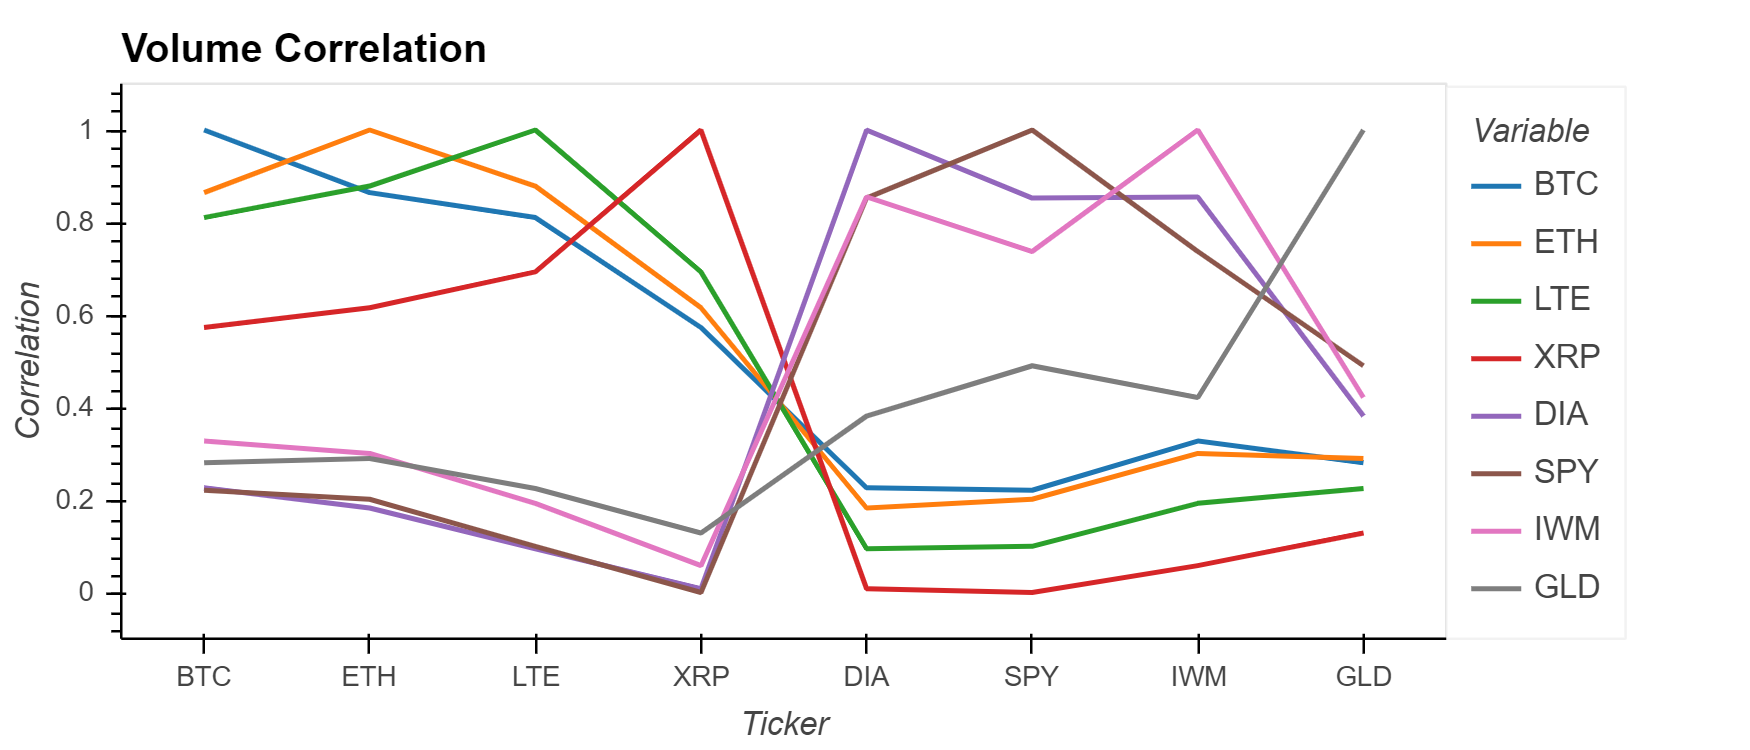 Volume Correlation
Correlation
1
0.8
0.6
0.4
0.2
0
BTC ETH LTE XRP DIA SPY IWM GLD
Ticker
Variable
BTC
ETH
LTE
XRP
DIA
SPY
IWM
GLD